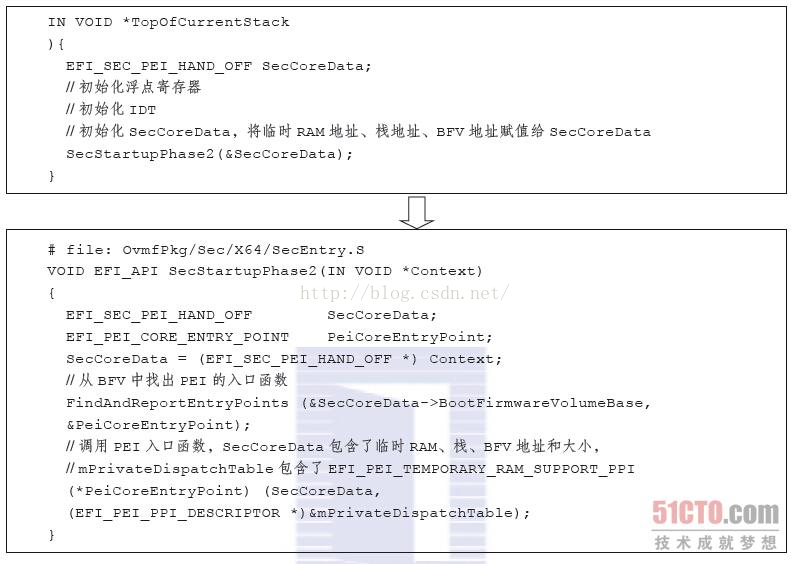 IN VOID *TopOfCurrentStack
){
EFI_SEC_PEI_HAND_OFF SecCoreData;
//初始化浮点寄存器
//初始化 IDT
//初始化 SecCoreData，将临时 RAM 地址、栈地址、BFV 地址赋值给 SecCoreData
SecStartupPhase2(&SecCoreData);
}
# file: OvmfPkg/Sec/X64/SecEntry.S
VOID EFI_API SecStartupPhase2(IN VOID *Context)
{
http://blog.csdn.net/
EFI_SEC_PEI_HAND_OFF SecCoreData;
EFI_PEI_CORE_ENTRY_POINT PeiCoreEntryPoint;
SecCoreData = (EFI_SEC_PEI_HAND_OFF *) Context;
//从 BFV 中找出 PEI 的入口函数
FindAndReportEntryPoints (&SecCoreData->BootFirmwareVolumeBase,
&PeiCoreEntryPoint);
//调用 PEI 入口函数，SecCoreData 包含了临时 RAM、栈、BFV 地址和大小，
//mPrivateDispatchTable 包含了 EFI_PEI_TEMPORARY_RAM_SUPPORT_PPI
(*PeiCoreEntryPoint) (SecCoreData,
(EFI_PEI_PPI_DESCRIPTOR *)&mPrivateDispatchTable);
}
51CTO.com
技术成就梦想